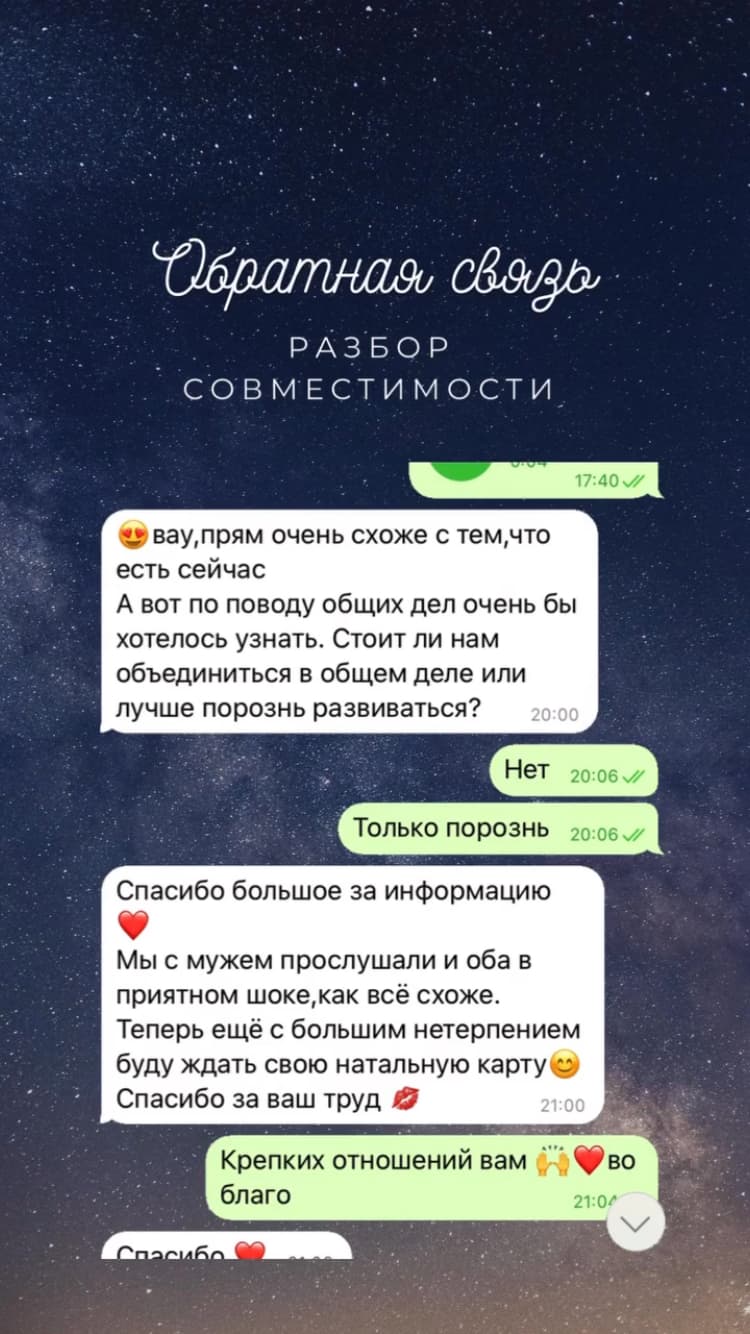 Обратная связь
РАЗБОР
СОВМЕСТИМОСТИ
17:40
😍вау,прям очень схоже с тем,что
есть сейчас
А вот по поводу общих дел очень бы
хотелось узнать. Стоит ли нам
объединиться в общем деле или
лучше порознь развиваться? 20:00
Нет 20:06
Только порознь 20:06
Спасибо большое за информацию
❤️
Мы с мужем прослушали и оба в
приятном шоке,как всё схоже.
Теперь ещё с большим нетерпением
буду ждать свою натальную карту😊
Спасибо за ваш труд 💋 21:00
Крепких отношений вам 🙌❤️во
благо 21:04
Спасибо ❤️